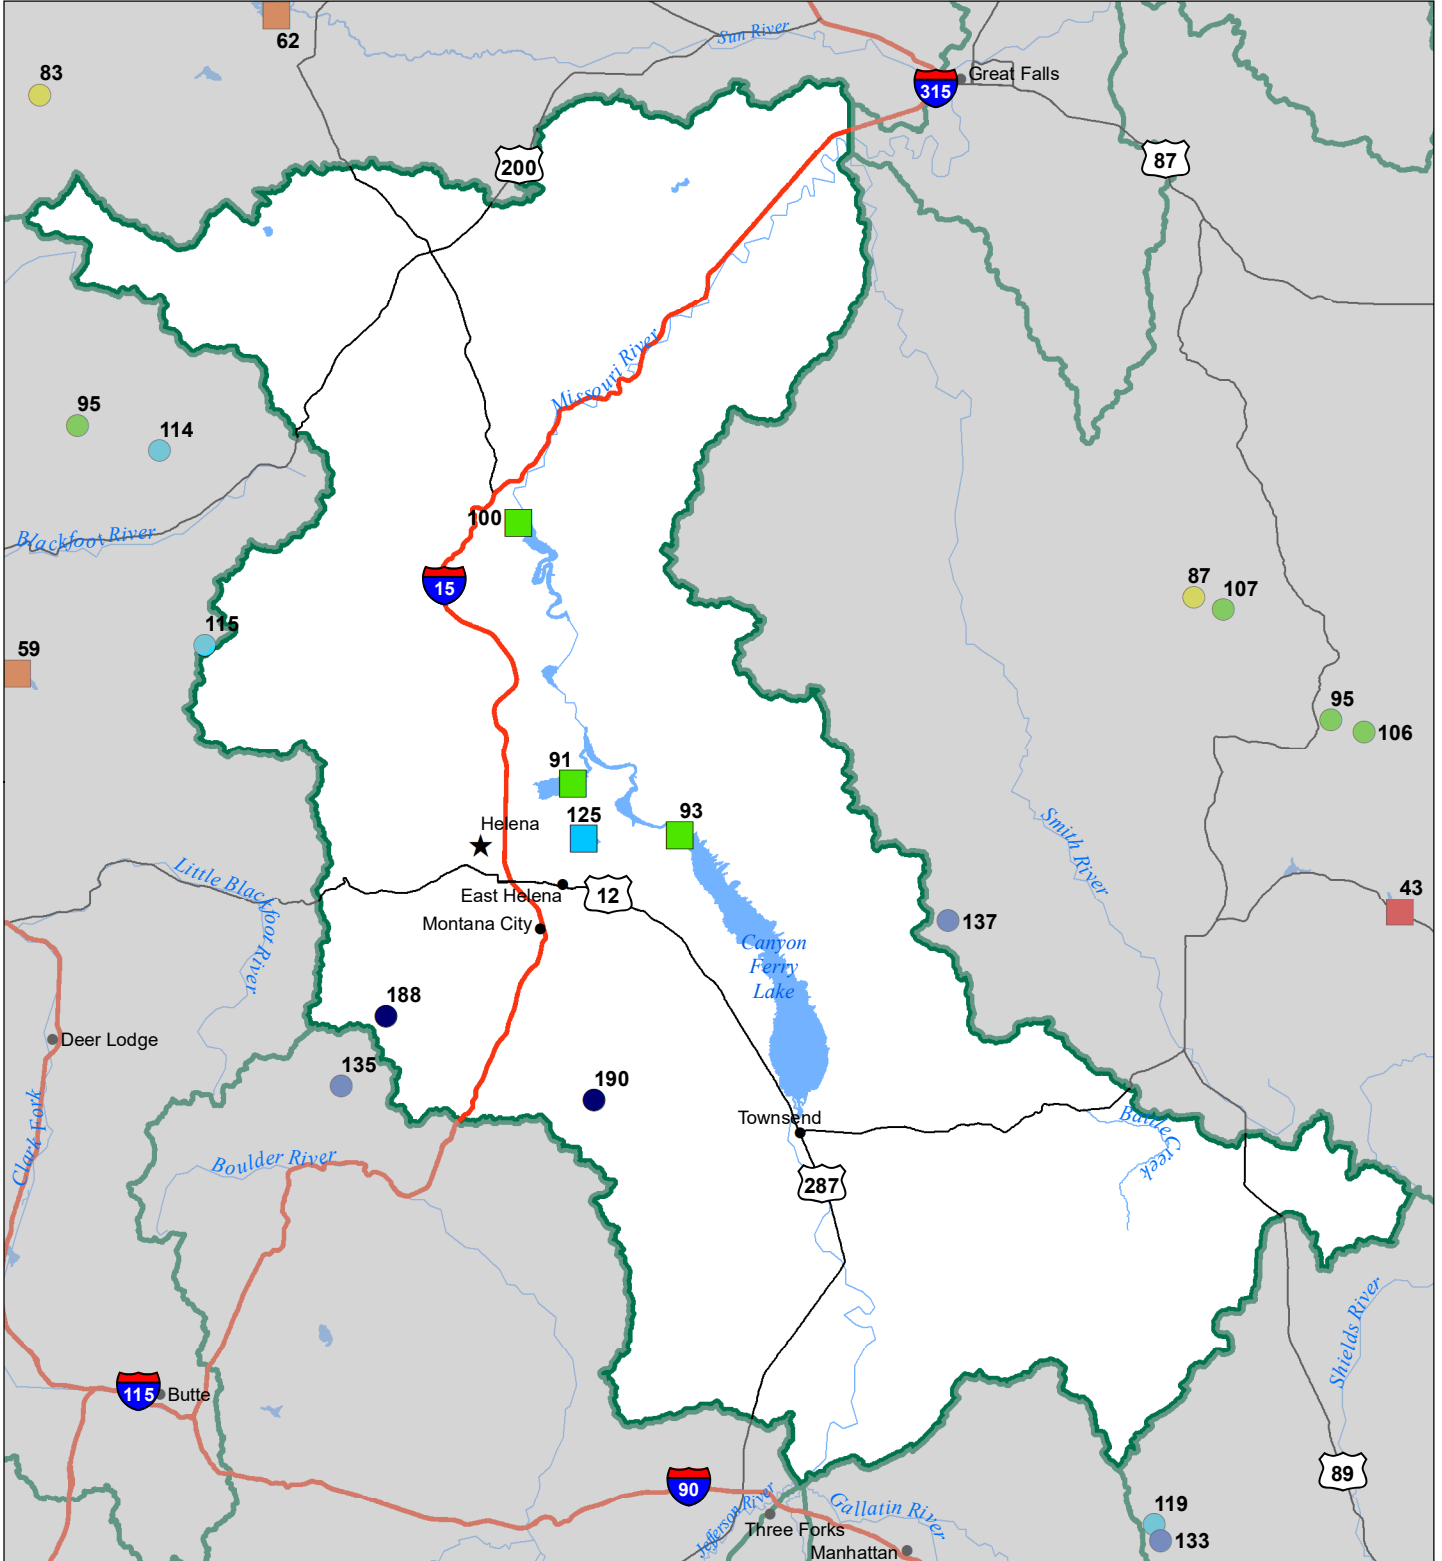 62
Sun River
83
Great Falls
315
200
87
Missouri River
95
114
100
Blackfoot River
15
87
107
115
59
95
106
91
125
93
Helena
Smith River
Little Blackfoot River
43
East Helena
12
Montana City
137
Canyon
Ferry
Lake
188
Deer Lodge
135
190
Clark Fork
Townsend
Battle Creek
Boulder River
287
Shields River
115
Butte
90
89
Jefferson River
Gallatin River
119
Three Forks
133
Manhattan